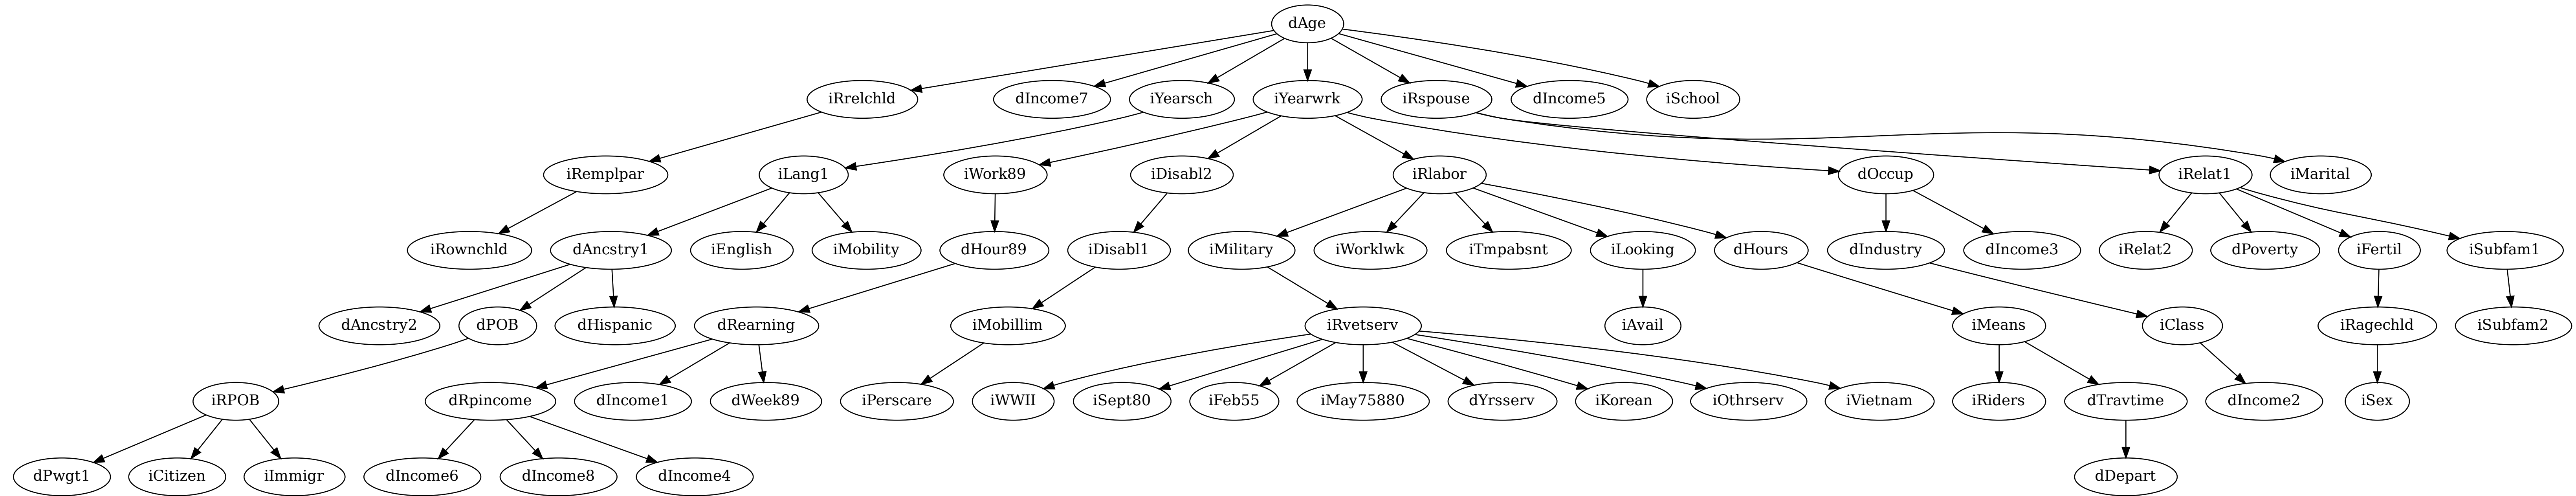 dAge
iRrelchld dIncome7 iYearsch iYearwrk iRspouse dIncome5 iSchool
iRemplpar iLang1 iWork89 iDisabl2 iRlabor dOccup iRelat1 iMarital
iRownchld dAncstry1 iEnglish iMobility dHour89 iDisabl1 iMilitary iWorklwk iTmpabsnt iLooking dHours dIndustry dIncome3 iRelat2 dPoverty iFertil iSubfam1
dAncstry2 dPOB dHispanic dRearning iMobillim iRvetserv iAvail iMeans iClass iRagechld iSubfam2
iRPOB dRpincome dIncome1 dWeek89 iPerscare iWWII iSept80 iFeb55 iMay75880 dYrsserv iKorean iOthrserv iVietnam iRiders dTravtime dIncome2 iSex
dPwgt1 iCitizen iImmigr dIncome6 dIncome8 dIncome4 dDepart